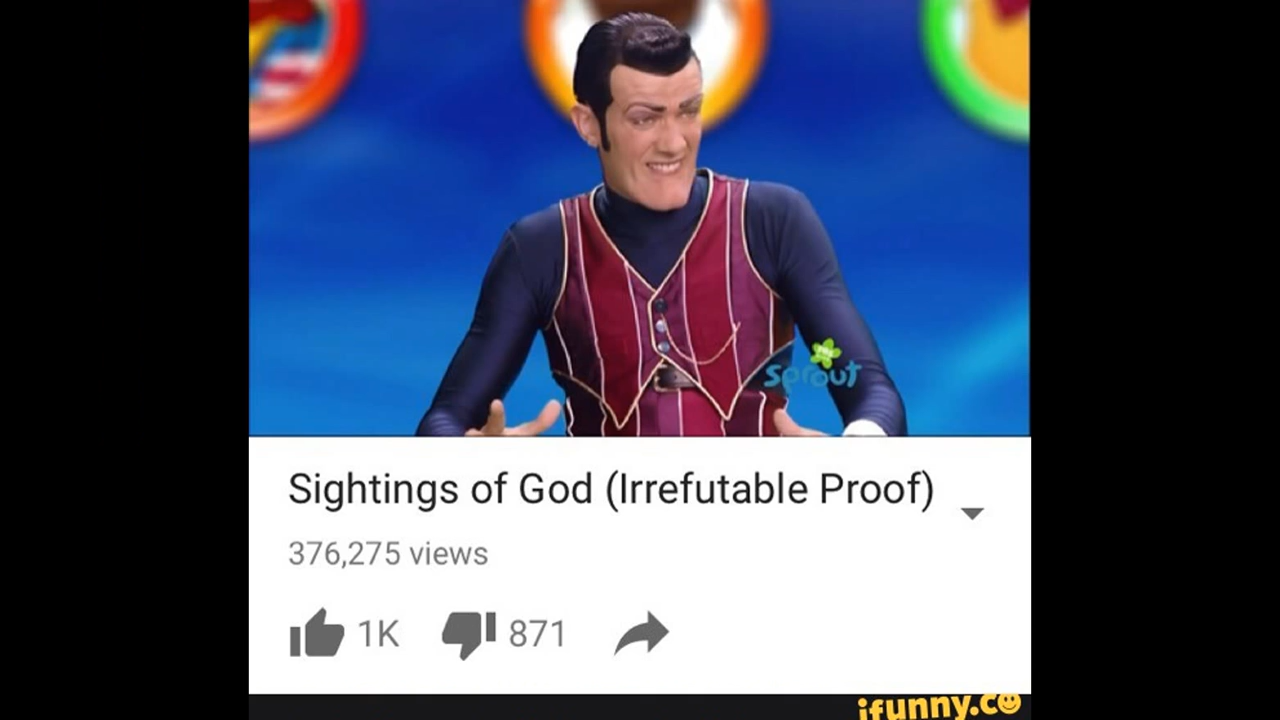 sprout
Sightings of God (Irrefutable Proof)
376,275 views
1K 871
ifunny.co